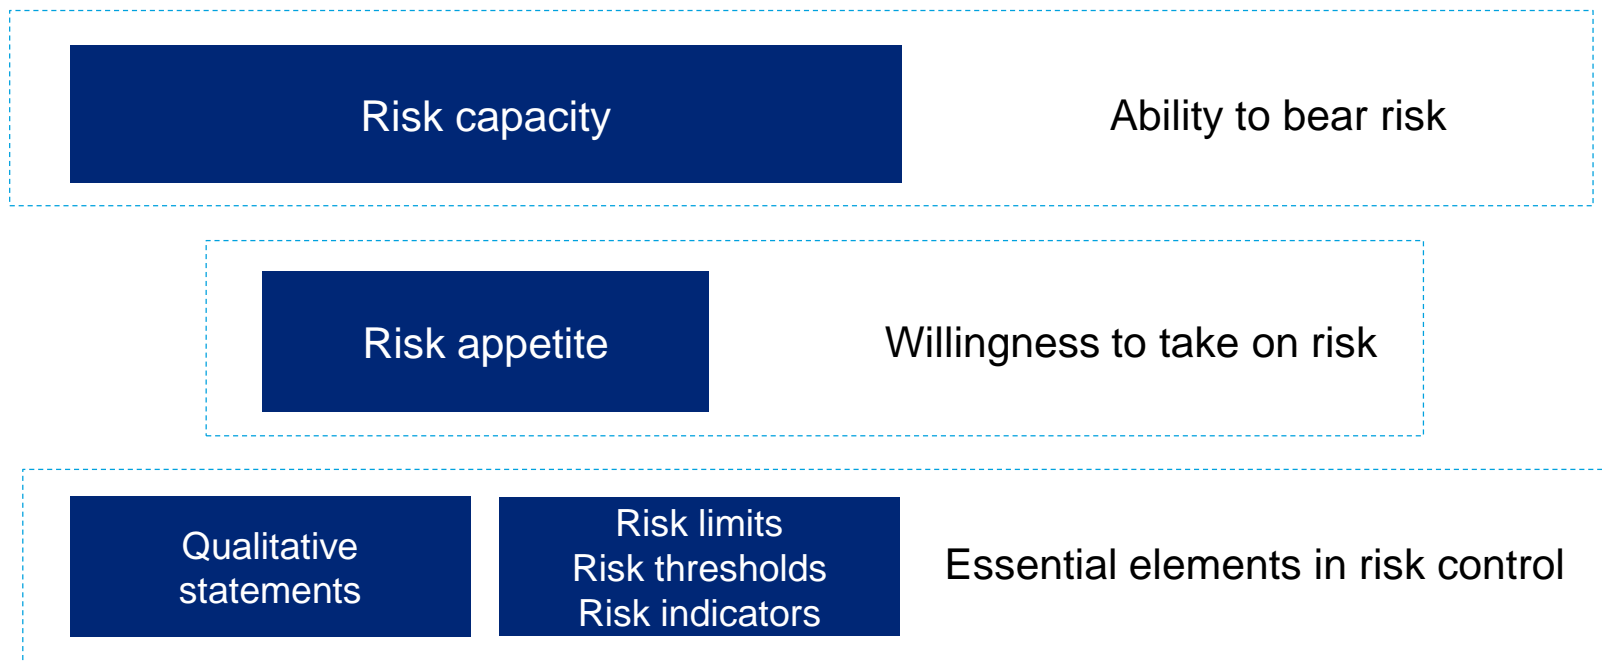 Risk capacity
Ability to bear risk
Risk appetite
Willingness to take on risk
Qualitative
statements
Risk limits
Risk thresholds
Risk indicators
Essential elements in risk control